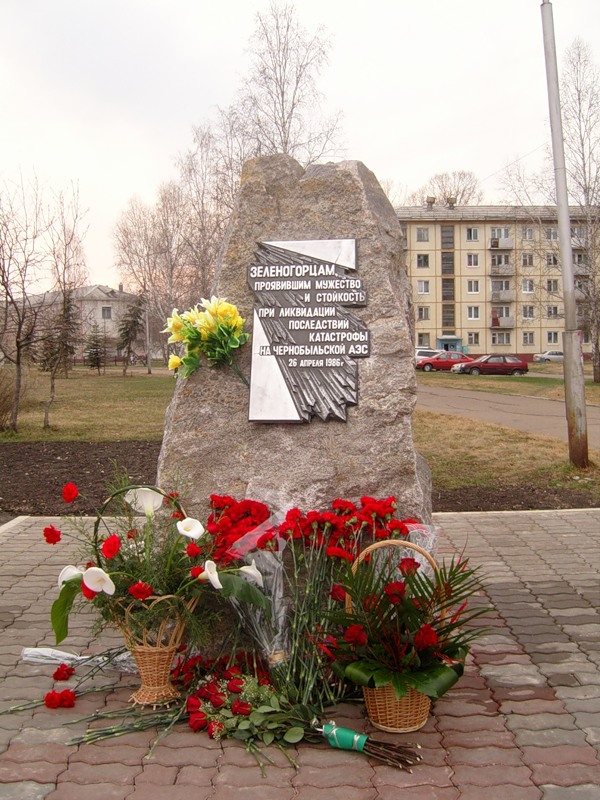 ЗЕЛЕНОГОРЦАМ,
ПРОЯВИВШИМ МУЖЕСТВО
И СТОЙКОСТЬ
ПРИ ЛИКВИДАЦИИ
ПОСЛЕДСТВИЙ
КАТАСТРОФЫ
НА ЧЕРНОБЫЛЬСКОЙ АЭС
26 АПРЕЛЯ 1986 г